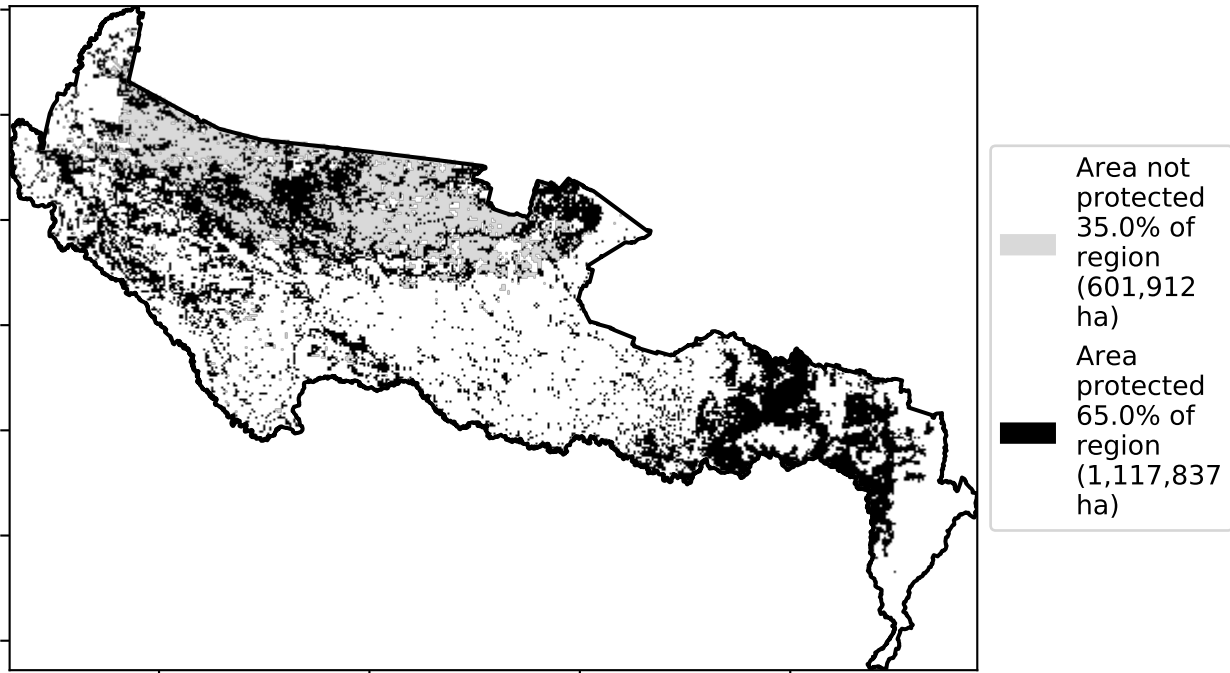 Area not
protected
35.0% of
region
(601,912
ha)
Area
protected
65.0% of
region
(1,117,837
ha)